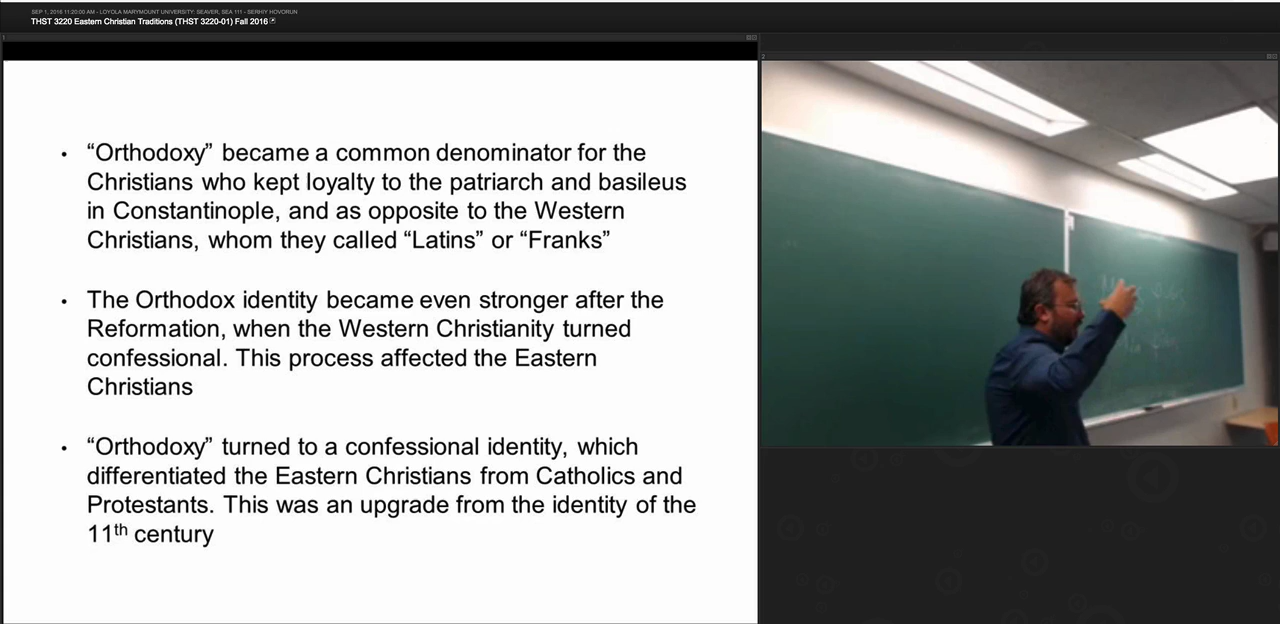 SEP 1, 2016 11:20:00 AM - LOYOLA MARYMOUNT UNIVERSITY: SEAVER, SEA 111 - SERHIY HOVORUN
THST 3220 Eastern Christian Traditions (THST 3220-01) Fall 2016
1
2
• “Orthodoxy” became a common denominator for the
Christians who kept loyalty to the patriarch and basileus
in Constantinople, and as opposite to the Western
Christians, whom they called “Latins” or “Franks”
• The Orthodox identity became even stronger after the
Reformation, when the Western Christianity turned
confessional. This process affected the Eastern
Christians
• “Orthodoxy” turned to a confessional identity, which
differentiated the Eastern Christians from Catholics and
Protestants. This was an upgrade from the identity of the
11th century